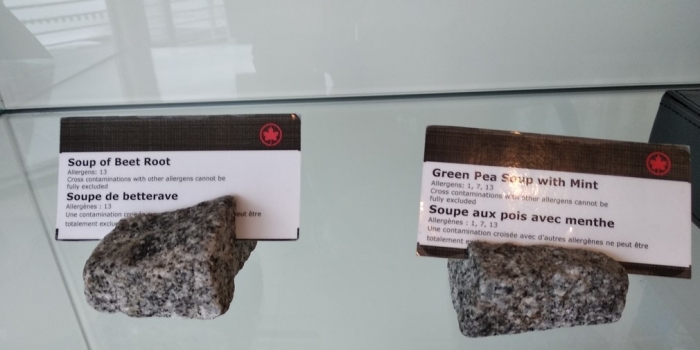 Soup of Beet Root
Allergens: 13
Cross contaminations with other allergens cannot be
fully excluded
Soupe de betterave
Allergènes : 13
Une contamination peut être
totalement
Green Pea Soup with Mint
Allergens: 1, 7, 13
Cross contaminations with other allergens cannot be
fully excluded
Soupe aux pois avec menthe
Allergènes : 1, 7, 13
Une contamination croisée avec d'autres allergènes ne peut être
totalement